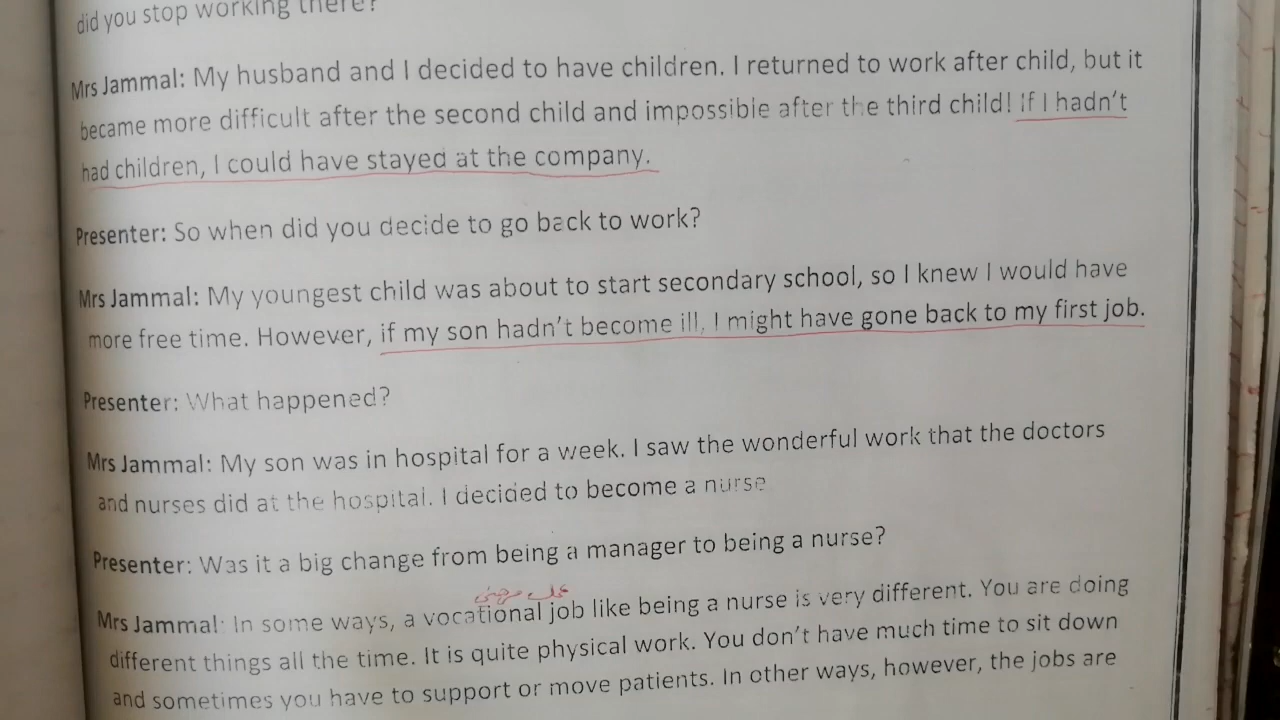 did you stop working there?
Mrs Jammal: My husband and I decided to have children. I returned to work after child, but it
became more difficult after the second child and impossible after the third child! If I hadn't
had children, I could have stayed at the company.
Presenter: So when did you decide to go back to work?
Mrs Jammal: My youngest child was about to start secondary school, so I knew I would have
more free time. However, if my son hadn't become ill, I might have gone back to my first job.
Presenter: What happened?
Mrs Jammal: My son was in hospital for a week. I saw the wonderful work that the doctors
and nurses did at the hospital. I decided to become a nurse
Presenter: Was it a big change from being a manager to being a nurse?
عمل مهني
Mrs Jammal: In some ways, a vocational job like being a nurse is very different. You are doing
different things all the time. It is quite physical work. You don't have much time to sit down
and sometimes you have to support or move patients. In other ways, however, the jobs are